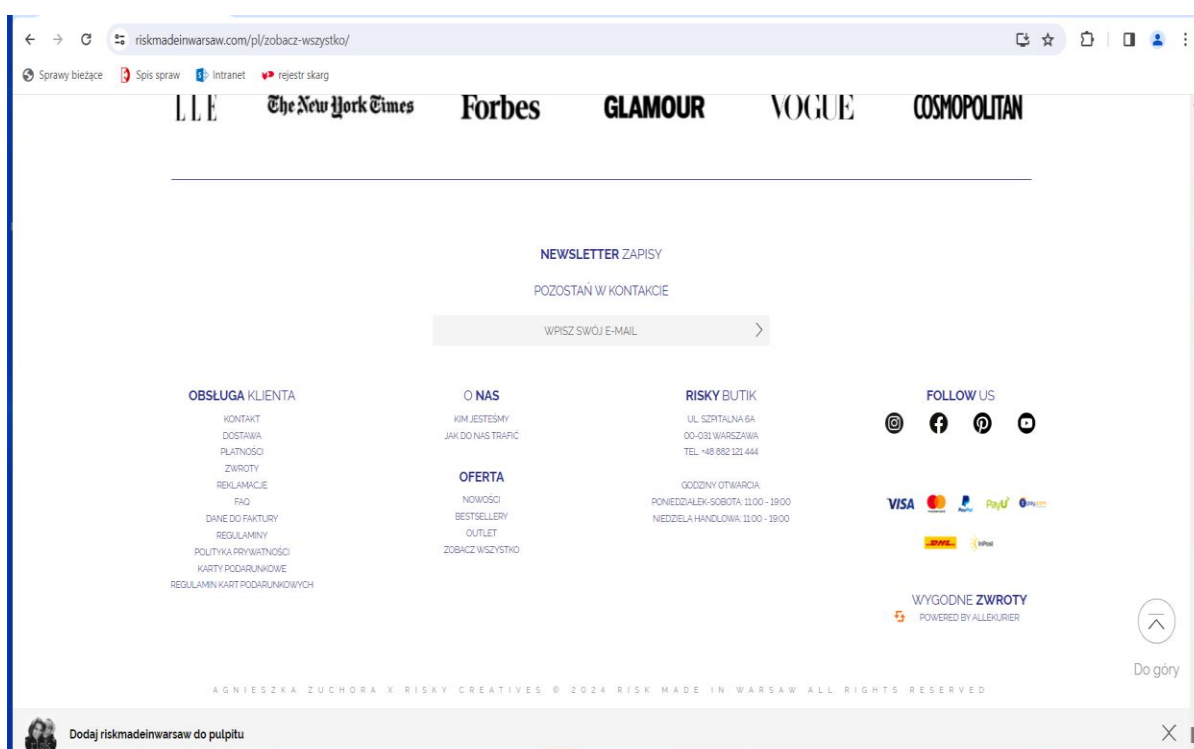 riskmadeinwarsaw.com/pl/zobacz-wszystko/
Sprawy bieżące Spis spraw Intranet rejestr skarg
LLE The New York Times Forbes GLAMOUR VOGUE COSMOPOLITAN
NEWSLETTER ZAPISY
POZOSTAŃ W KONTAKCIE
WPISZ SWÓJ E-MAIL
OBSŁUGA KLIENTA
KONTAKT
DOSTAWA
PŁATNOŚCI
ZWROTY
REKLAMACJE
FAQ
DANE DO FAKTURY
REGULAMINY
POLITYKA PRYWATNOŚCI
KARTY PODARUNKOWE
REGULAMIN KART PODARUNKOWYCH
O NAS
KIM JESTEŚMY
JAK DO NAS TRAFIĆ
OFERTA
NOWOŚCI
BESTSELLERY
OUTLET
ZOBACZ WSZYSTKO
RISKY BUTIK
UL. SZPITALNA 6A
00-031 WARSZAWA
TEL. +48 882 121 444
GODZINY OTWARCIA:
PONIEDZIAŁEK-SOBOTA: 11:00 - 19:00
NIEDZIELA HANDLOWA: 11:00 - 19:00
FOLLOW US
VISA mastercard PayPal PayU
DHL InPost
WYGODNE ZWROTY
POWERED BY ALLEKURIER
Do góry
AGNIESZKA ZUCHORA X RISKY CREATIVES © 2024 RISK MADE IN WARSAW ALL RIGHTS RESERVED
Dodaj riskmadeinwarsaw do pulpitu